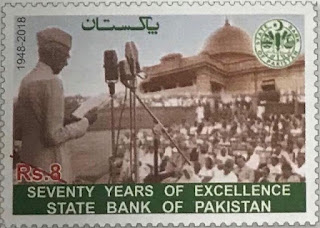 پاکستان
1948-2018
Rs.8
SEVENTY YEARS OF EXCELLENCE
STATE BANK OF PAKISTAN